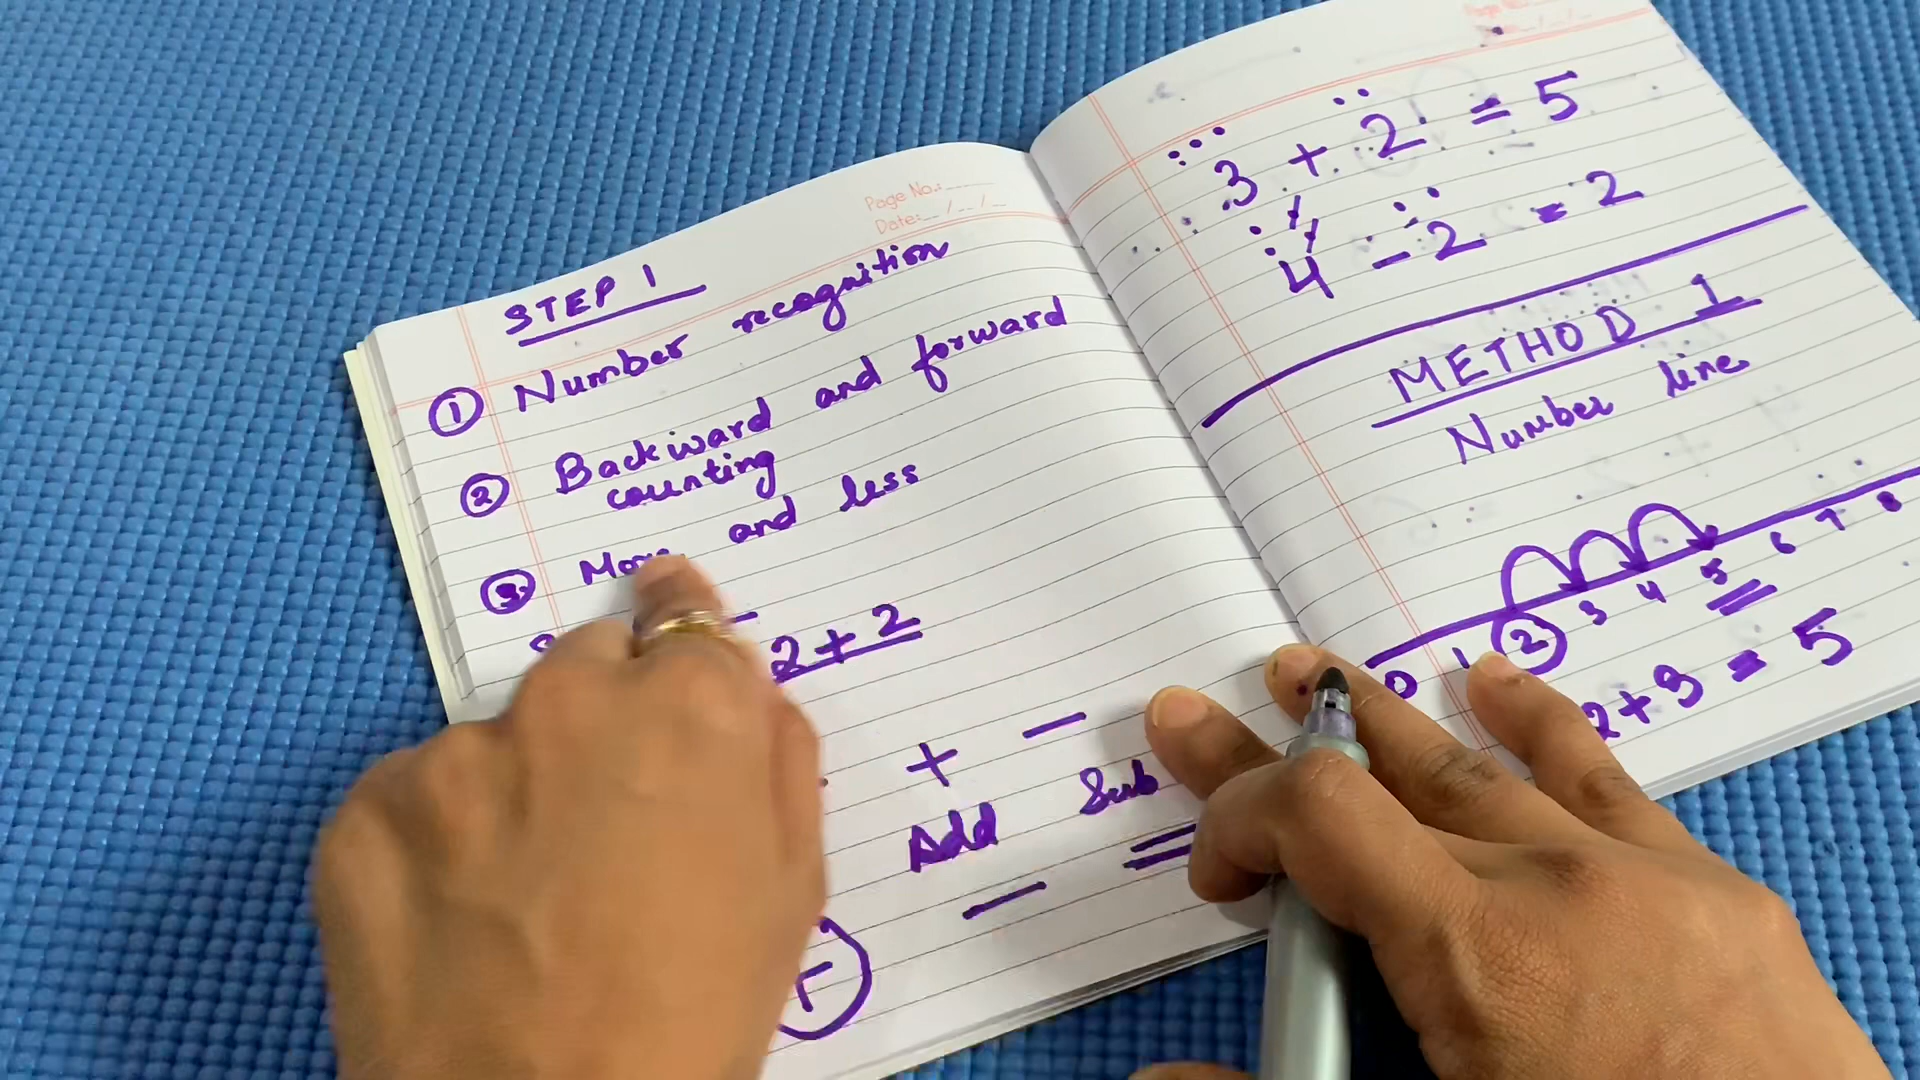 Page No.:
Date:
STEP 1
① Number recognition
② Backward and forward
counting
③ More and less
2 + 2
+ −
Add Sub
−
3 + 2 = 5
4 − 2 = 2
METHOD 1
Number line
0 1 2 3 4 5 6 7 8
2 + 3 = 5